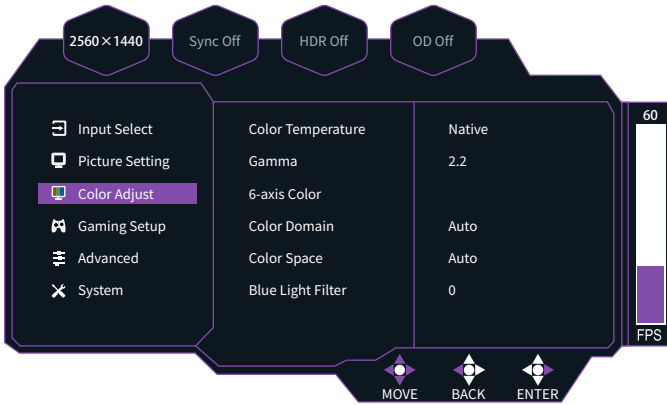 2560×1440 Sync Off HDR Off OD Off
60
Input Select Color Temperature Native
Picture Setting Gamma 2.2
Color Adjust 6-axis Color
Gaming Setup Color Domain Auto
Advanced Color Space Auto
System Blue Light Filter 0
FPS
MOVE BACK ENTER